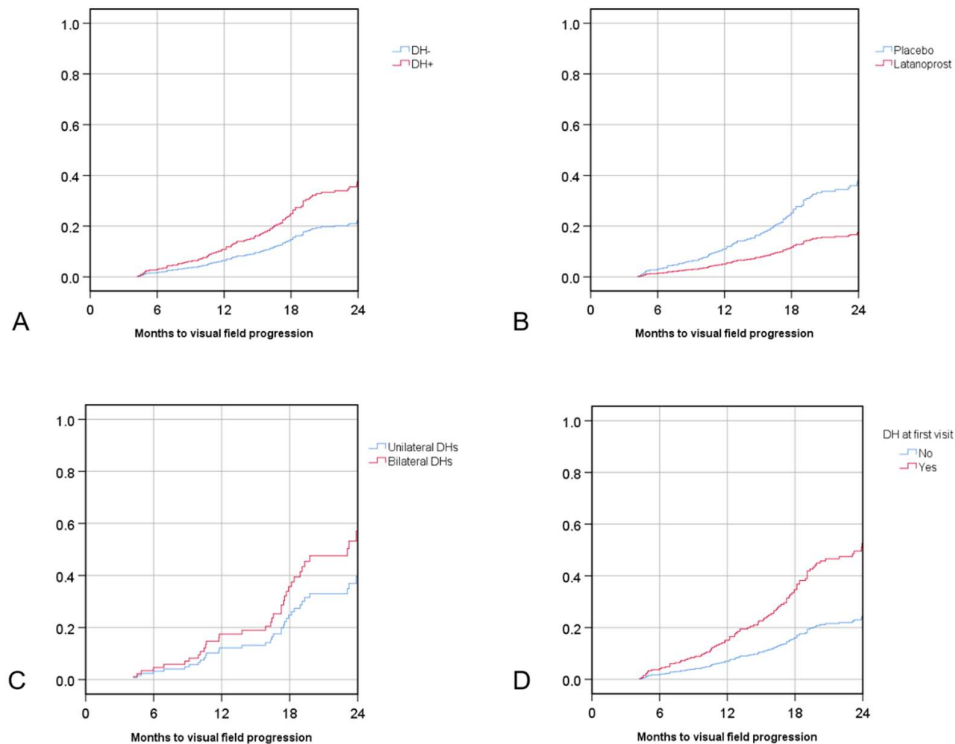 1.0
0.8
0.6
0.4
0.2
0.0
0 6 12 18 24
Months to visual field progression
DH-
DH+
A
1.0
0.8
0.6
0.4
0.2
0.0
0 6 12 18 24
Months to visual field progression
Placebo
Latanoprost
B
1.0
0.8
0.6
0.4
0.2
0.0
0 6 12 18 24
Months to visual field progression
Unilateral DHs
Bilateral DHs
C
1.0
0.8
0.6
0.4
0.2
0.0
0 6 12 18 24
Months to visual field progression
DH at first visit
No
Yes
D